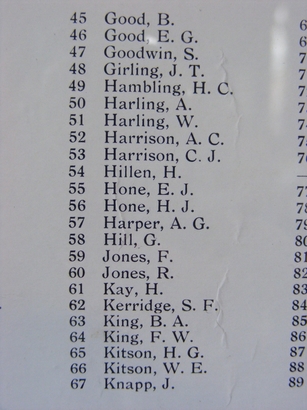 45 Good, B.
46 Good, E. G.
47 Goodwin, S.
48 Girling, J. T.
49 Hambling, H. C.
50 Harling, A.
51 Harling, W.
52 Harrison, A. C.
53 Harrison, C. J.
54 Hillen, H.
55 Hone, E. J. 77
56 Hone, H. J. 78
57 Harper, A. G. 79
58 Hill, G. 80
59 Jones, F. 81
60 Jones, R. 82
61 Kay, H. 83
62 Kerridge, S. F. 84
63 King, B. A. 85
64 King, F. W. 86
65 Kitson, H. G. 87
66 Kitson, W. E. 88
67 Knapp, J. 89